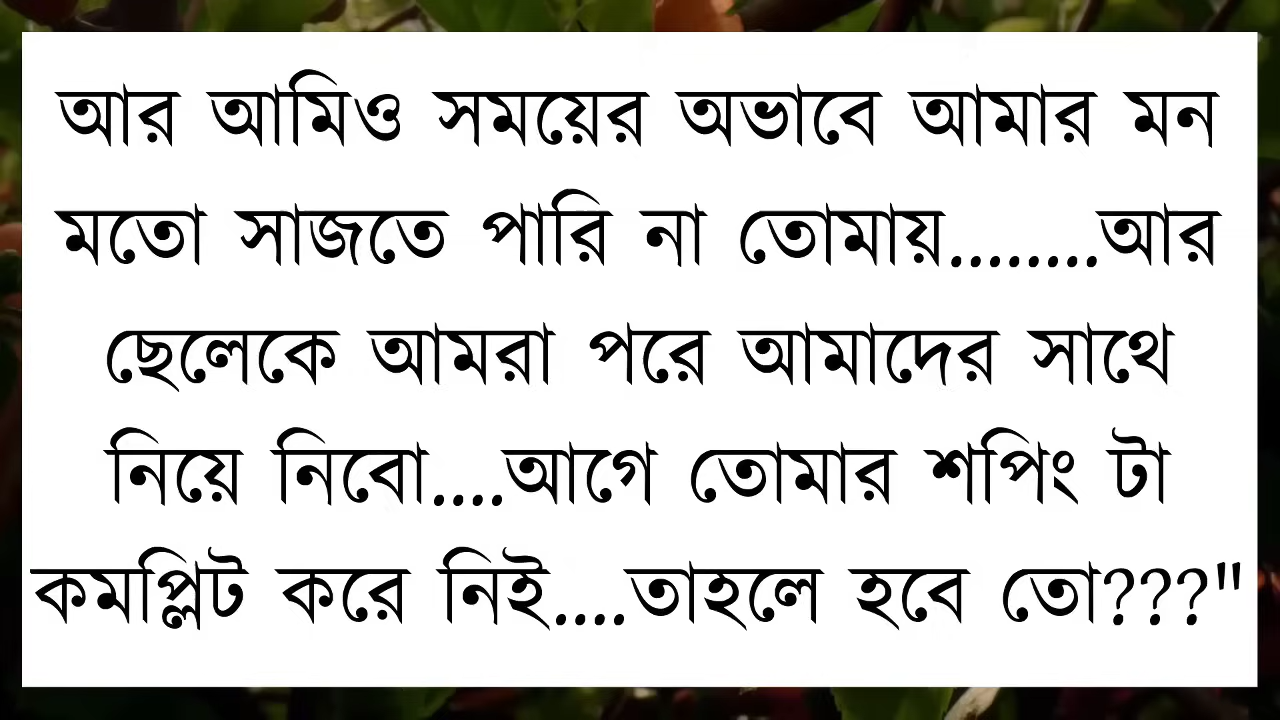 আর আমিও সময়ের অভাবে আমার মন
মতো সাজতে পারি না তোমায়........আর
ছেলেকে আমরা পরে আমাদের সাথে
নিয়ে নিবো....আগে তোমার শপিং টা
কমপ্লিট করে নিই....তাহলে হবে তো???"